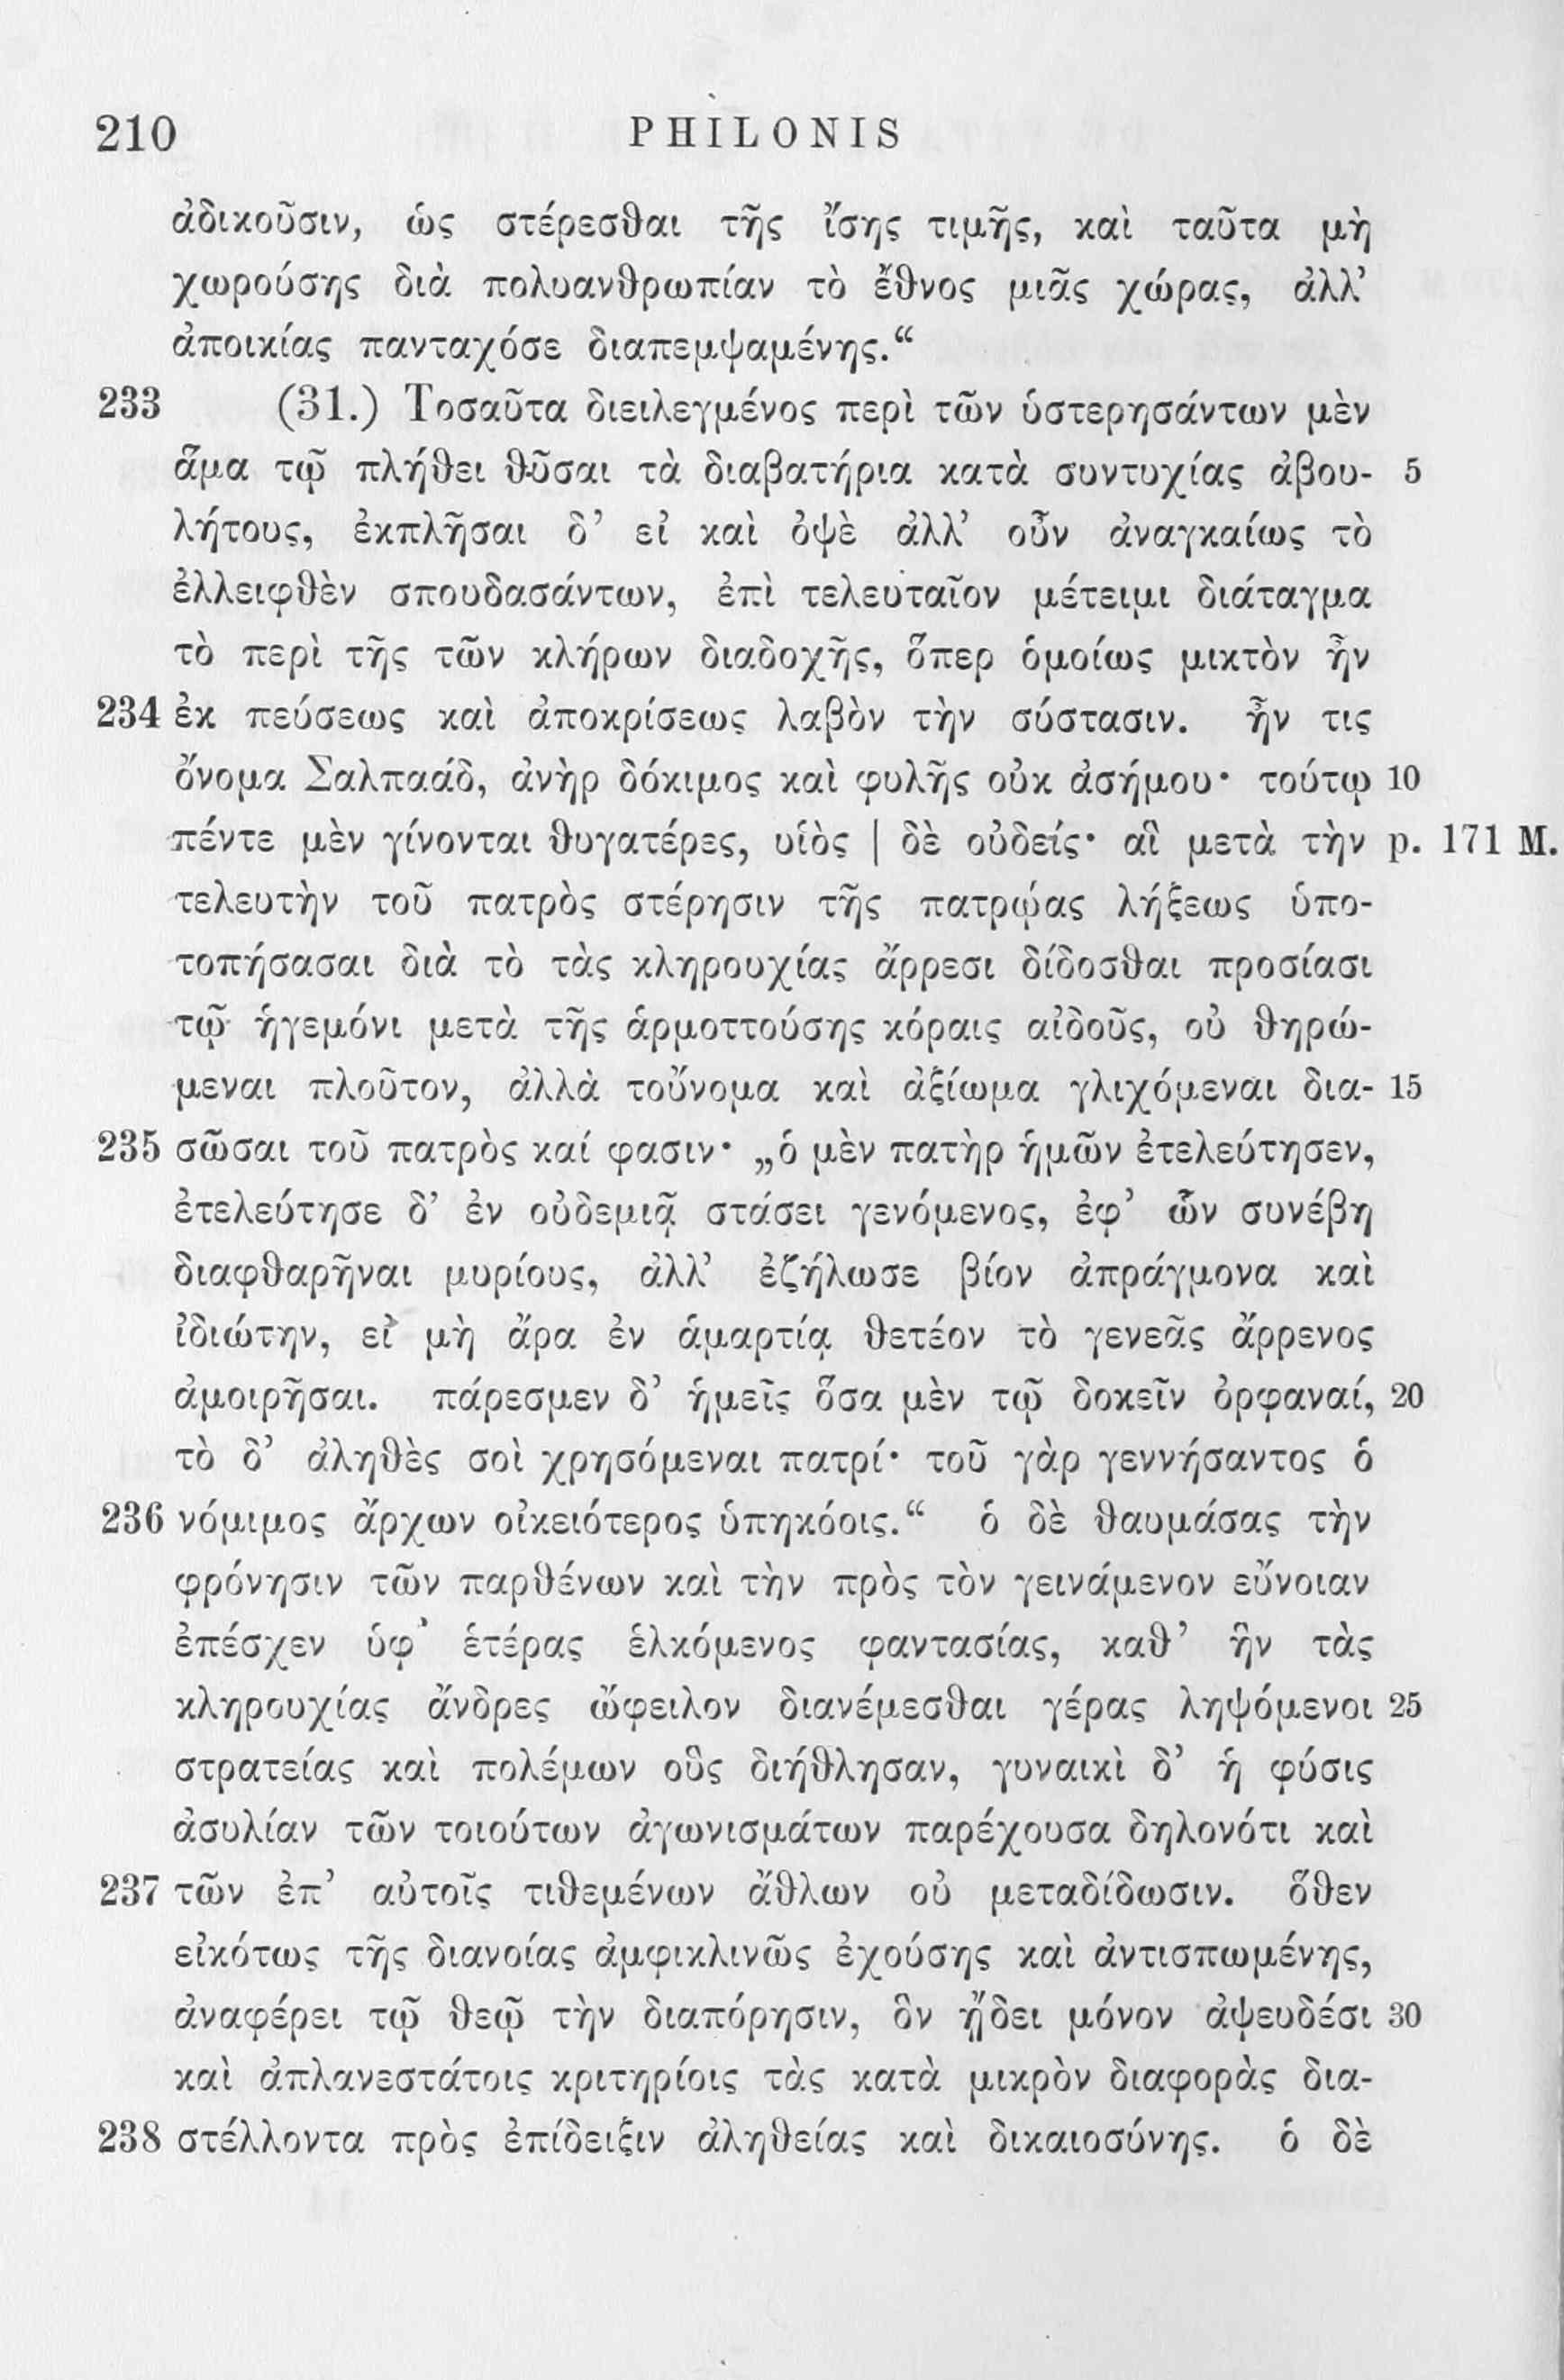 210 PHILONIS
ἀδικοῦσιν, ὡς στέρεσθαι τῆς ἴσης τιμῆς, καὶ ταῦτα μὴ
χωρούσης διὰ πολυανθρωπίαν τὸ ἔθνος μιᾶς χώρας, ἀλλ’
ἀποικίας πανταχόσε διαπεμψαμένης.“
233 (31.) Τοσαῦτα διειλεγμένος περὶ τῶν ὑστερησάντων μὲν
ἅμα τῷ πλήθει θῦσαι τὰ διαβατήρια κατὰ συντυχίας ἀβου- 5
λήτους, ἐκπλῆσαι δ’ εἰ καὶ ὀψὲ ἀλλ’ οὖν ἀναγκαίως τὸ
ἐλλειφθὲν σπουδασάντων, ἐπὶ τελευταῖον μέτειμι διάταγμα
τὸ περὶ τῆς τῶν κλήρων διαδοχῆς, ὅπερ ὁμοίως μικτὸν ἦν
234 ἐκ πεύσεως καὶ ἀποκρίσεως λαβὸν τὴν σύστασιν. ἦν τις
ὄνομα Σαλπαάδ, ἀνὴρ δόκιμος καὶ φυλῆς οὐκ ἀσήμου· τούτῳ 10
πέντε μὲν γίνονται θυγατέρες, υἱὸς | δὲ οὐδείς· αἳ μετὰ τὴν p. 171 M.
τελευτὴν τοῦ πατρὸς στέρησιν τῆς πατρῴας λήξεως ὑπο-
τοπήσασαι διὰ τὸ τὰς κληρουχίας ἄρρεσι δίδοσθαι προσίασι
τῷ ἡγεμόνι μετὰ τῆς ἁρμοττούσης κόραις αἰδοῦς, οὐ θηρώ-
μεναι πλοῦτον, ἀλλὰ τοὔνομα καὶ ἀξίωμα γλιχόμεναι δια- 15
235 σῶσαι τοῦ πατρὸς καί φασιν· „ὁ μὲν πατὴρ ἡμῶν ἐτελεύτησεν,
ἐτελεύτησε δ’ ἐν οὐδεμιᾷ στάσει γενόμενος, ἐφ’ ὧν συνέβη
διαφθαρῆναι μυρίους, ἀλλ’ ἐζήλωσε βίον ἀπράγμονα καὶ
ἰδιώτην, εἰ μὴ ἄρα ἐν ἁμαρτίᾳ θετέον τὸ γενεᾶς ἄρρενος
ἀμοιρῆσαι. πάρεσμεν δ’ ἡμεῖς ὅσα μὲν τῷ δοκεῖν ὀρφαναί, 20
τὸ δ’ ἀληθὲς σοὶ χρησόμεναι πατρί· τοῦ γὰρ γεννήσαντος ὁ
236 νόμιμος ἄρχων οἰκειότερος ὑπηκόοις.“ ὁ δὲ θαυμάσας τὴν
φρόνησιν τῶν παρθένων καὶ τὴν πρὸς τὸν γεινάμενον εὔνοιαν
ἐπέσχεν ὑφ’ ἑτέρας ἑλκόμενος φαντασίας, καθ’ ἣν τὰς
κληρουχίας ἄνδρες ὤφειλον διανέμεσθαι γέρας ληψόμενοι 25
στρατείας καὶ πολέμων οὓς διήθλησαν, γυναικὶ δ’ ἡ φύσις
ἀσυλίαν τῶν τοιούτων ἀγωνισμάτων παρέχουσα δηλονότι καὶ
237 τῶν ἐπ’ αὐτοῖς τιθεμένων ἄθλων οὐ μεταδίδωσιν. ὅθεν
εἰκότως τῆς διανοίας ἀμφικλινῶς ἐχούσης καὶ ἀντισπωμένης,
ἀναφέρει τῷ θεῷ τὴν διαπόρησιν, ὃν ᾔδει μόνον ἀψευδέσι 30
καὶ ἀπλανεστάτοις κριτηρίοις τὰς κατὰ μικρὸν διαφορὰς δια-
238 στέλλοντα πρὸς ἐπίδειξιν ἀληθείας καὶ δικαιοσύνης. ὁ δὲ